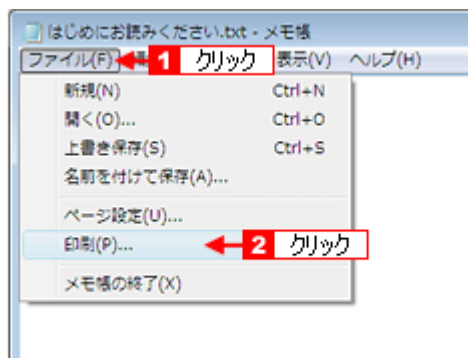 はじめにお読みください.txt - メモ帳
ファイル(F) 1 クリック 表示(V) ヘルプ(H)
新規(N) Ctrl+N
開く(O)... Ctrl+O
上書き保存(S) Ctrl+S
名前を付けて保存(A)...
ページ設定(U)...
印刷(P)... 2 クリック
メモ帳の終了(X)